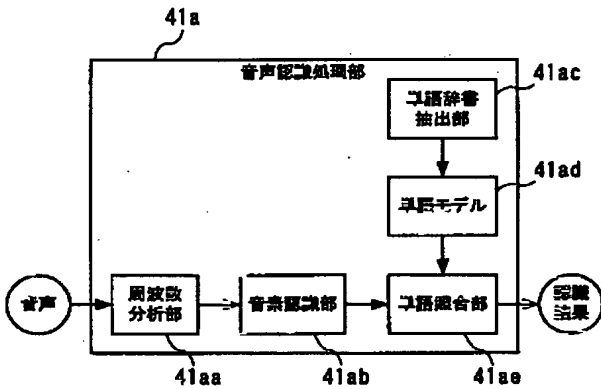 41a
音声認識処理部
単語辞書
抽出部
41ac
単語モデル
41ad
音声
周波数
分析部
音素認識部
単語照合部
認識
結果
41aa
41ab
41ae